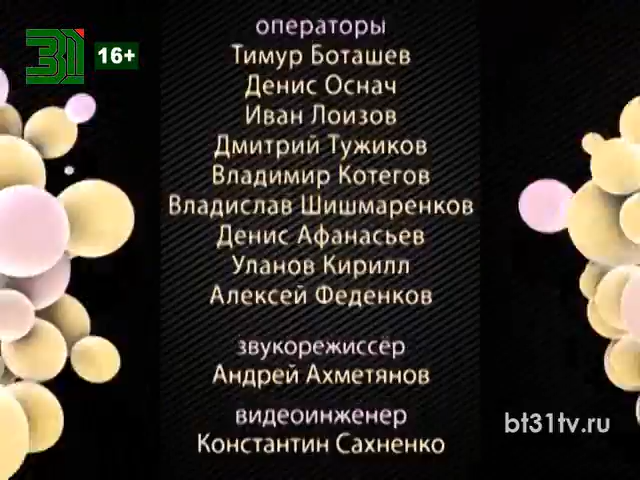 операторы
31 16+
Тимур Боташев
Денис Оснач
Иван Лоизов
Дмитрий Тужиков
Владимир Котегов
Владислав Шишмаренков
Денис Афанасьев
Уланов Кирилл
Алексей Феденков
звукорежиссёр
Андрей Ахметянов
видеоинженер
bt31tv.ru
Константин Сахненко